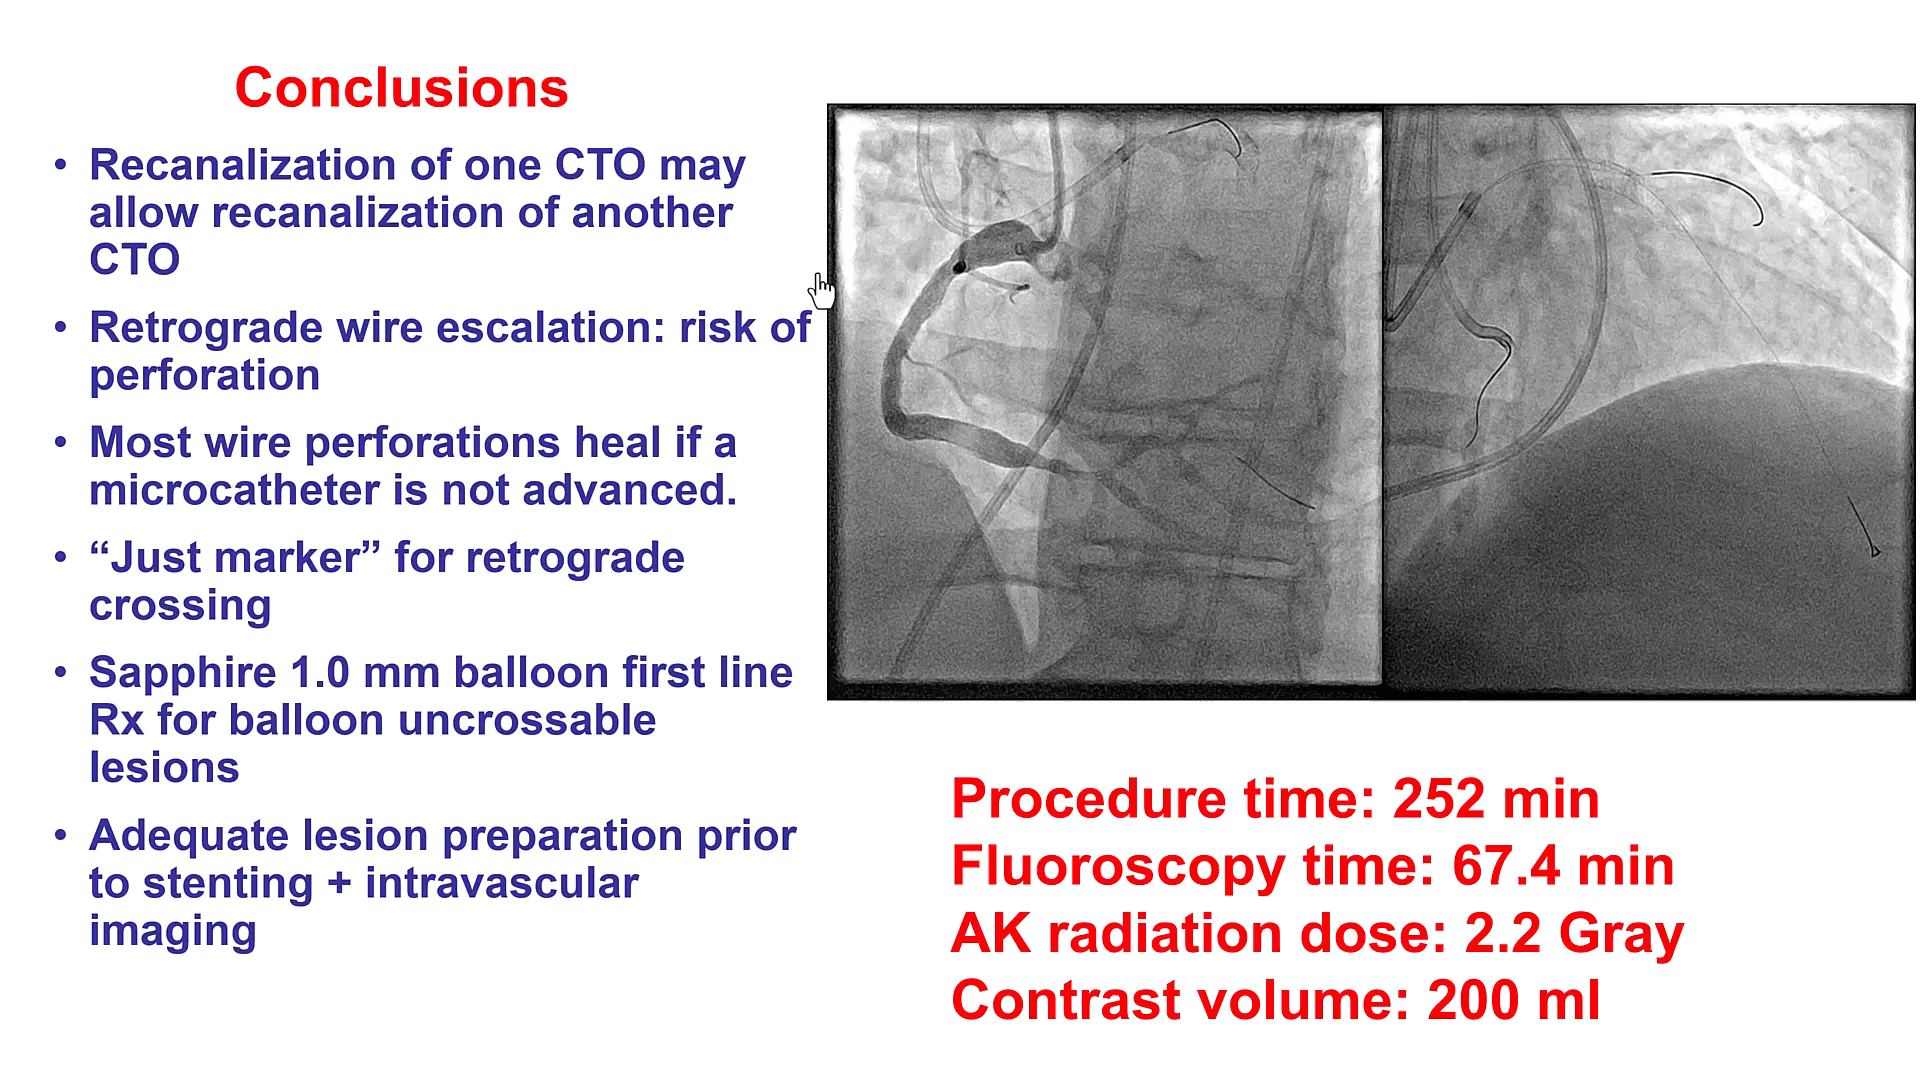 Conclusions
• Recanalization of one CTO may
allow recanalization of another
CTO
• Retrograde wire escalation: risk of
perforation
• Most wire perforations heal if a
microcatheter is not advanced.
• “Just marker” for retrograde
crossing
• Sapphire 1.0 mm balloon first line
Rx for balloon uncrossable
lesions
• Adequate lesion preparation prior
to stenting + intravascular
imaging
Procedure time: 252 min
Fluoroscopy time: 67.4 min
AK radiation dose: 2.2 Gray
Contrast volume: 200 ml